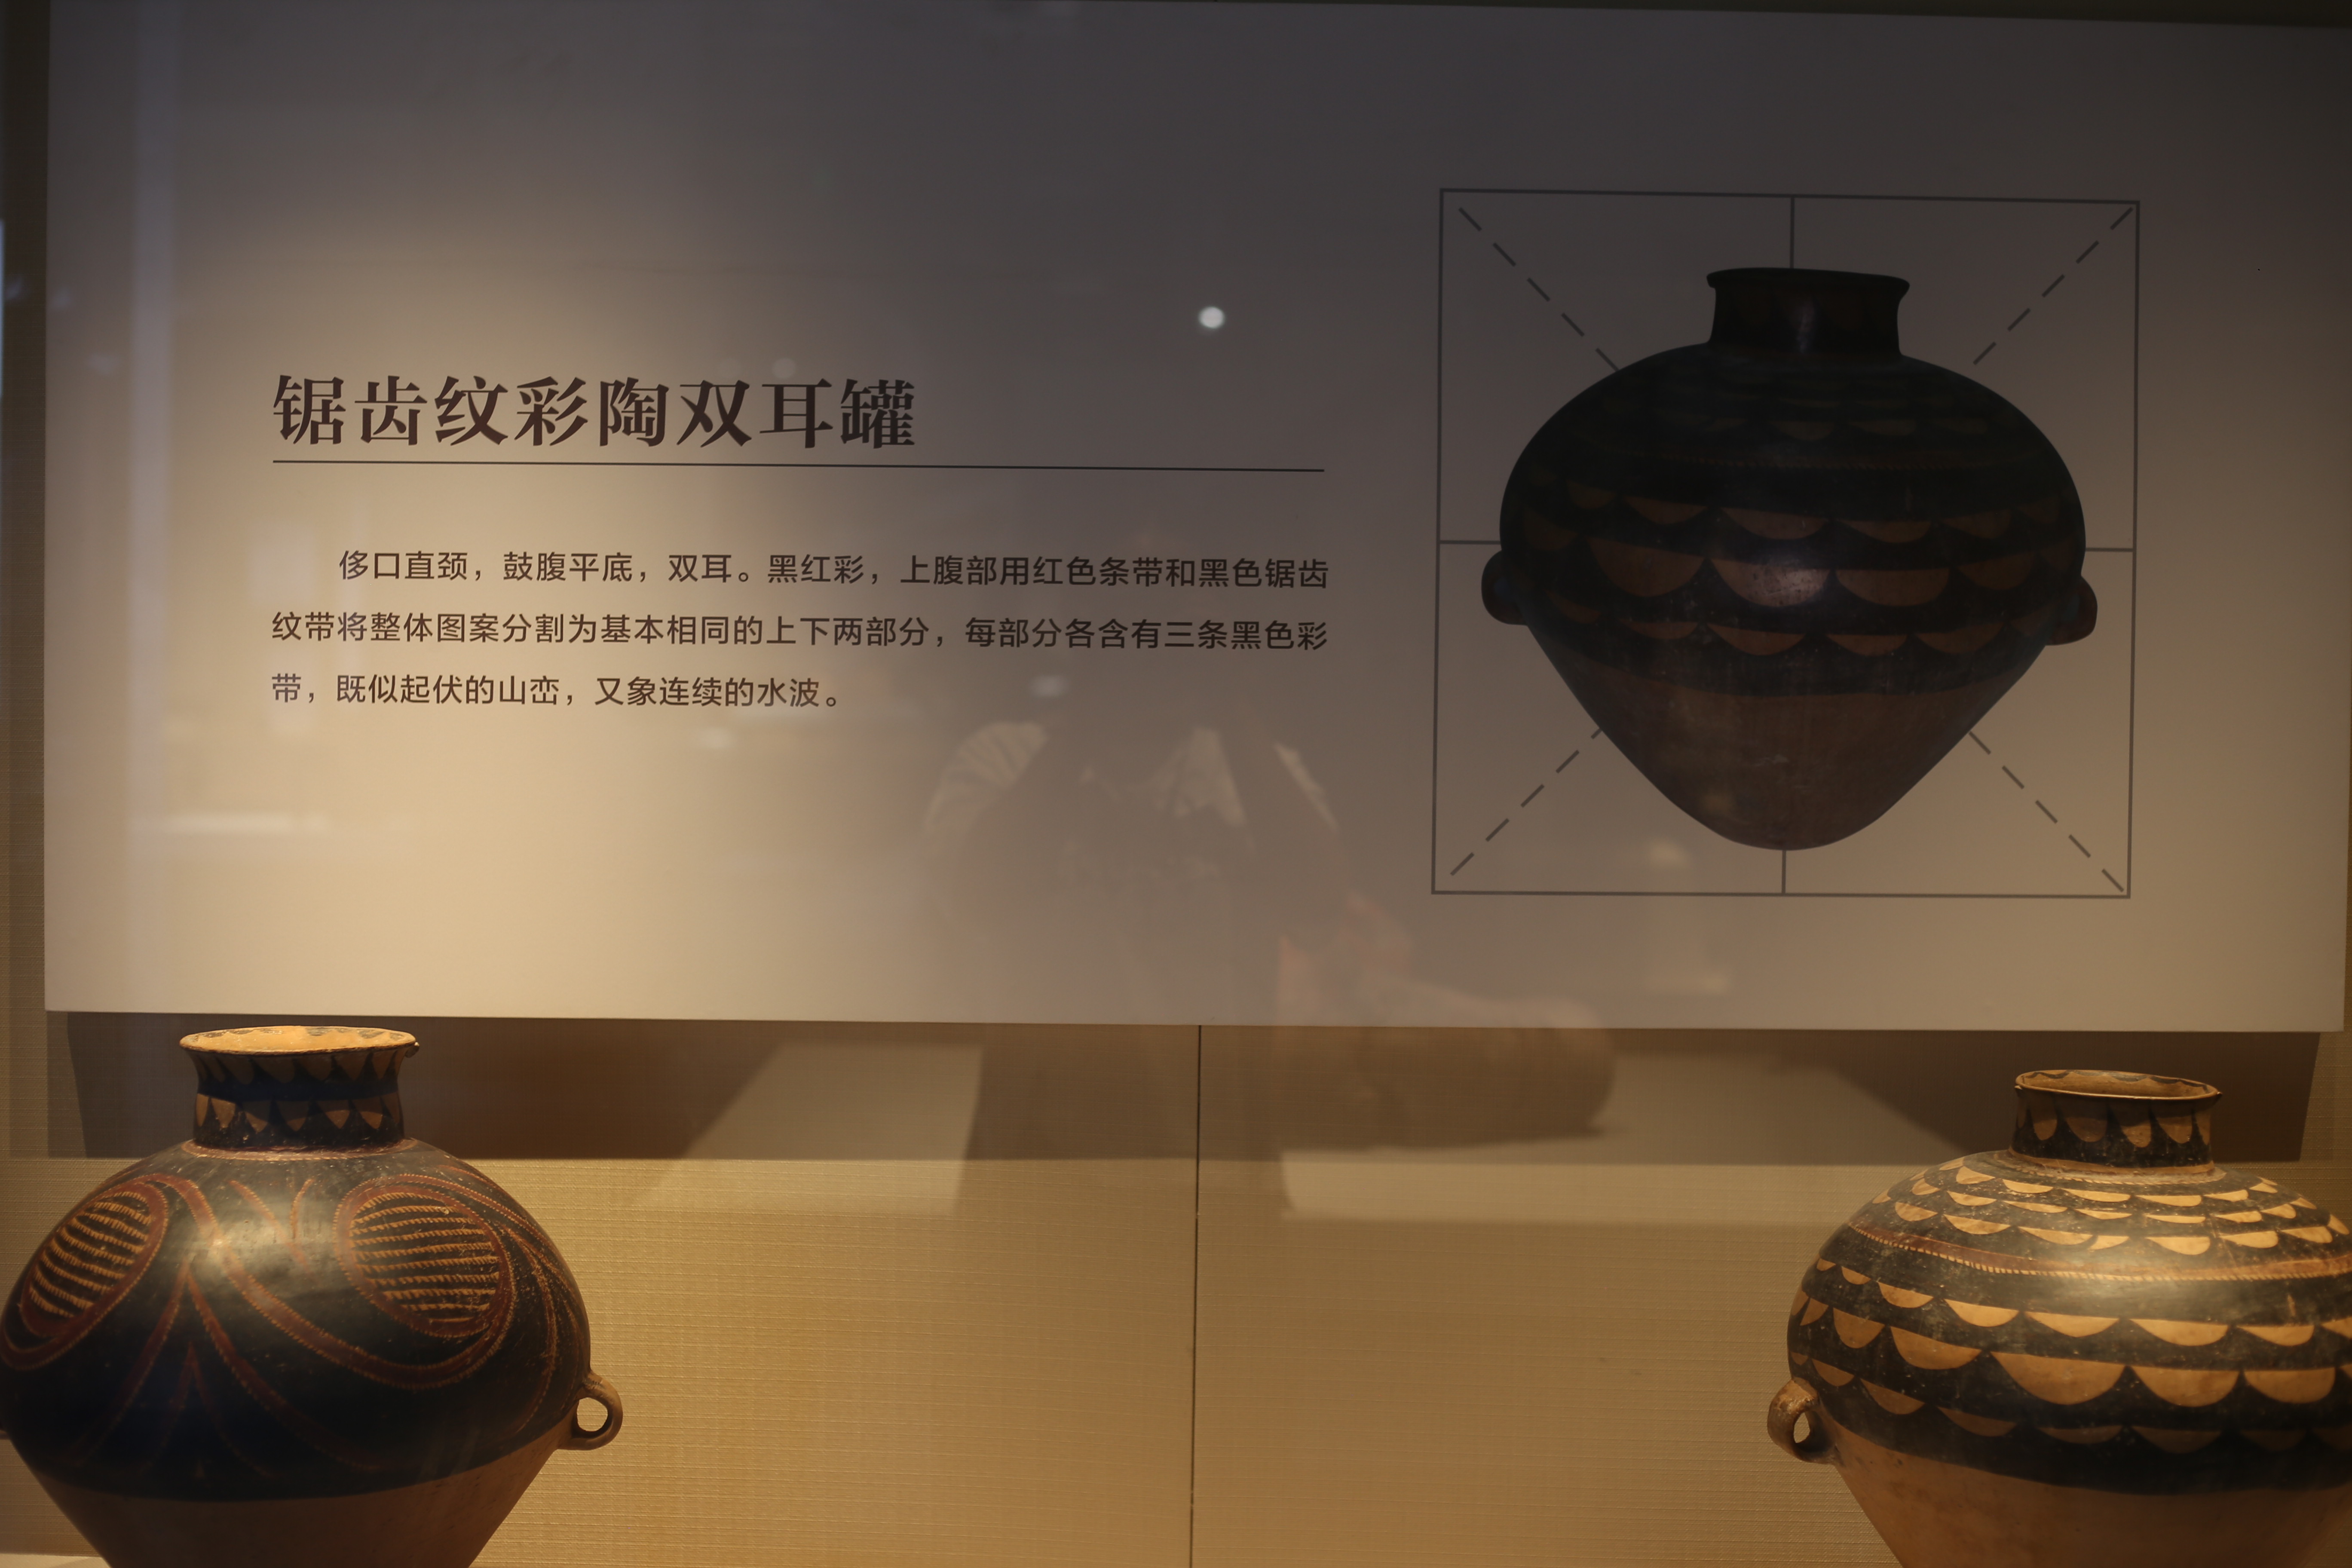 锯齿纹彩陶双耳罐
侈口直颈，鼓腹平底，双耳。黑红彩，上腹部用红色条带和黑色锯齿
纹带将整体图案分割为基本相同的上下两部分，每部分各含有三条黑色彩
带，既似起伏的山峦，又象连续的水波。